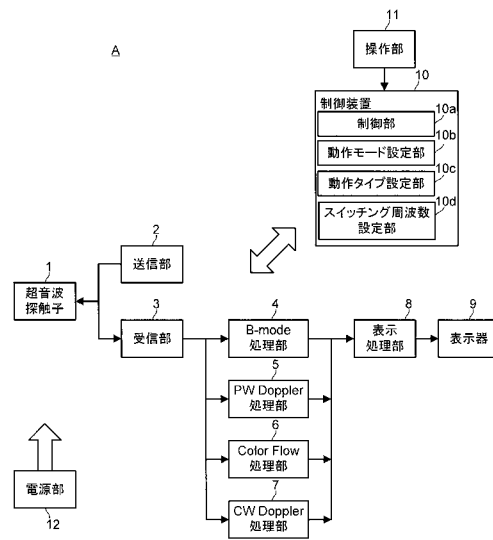 11
操作部
A
10
制御装置
10a
制御部
10b
動作モード設定部
10c
動作タイプ設定部
10d
スイッチング周波数
設定部
2
送信部
1
超音波
探触子
3
受信部
4
B-mode
処理部
8
表示
処理部
9
表示器
5
PW Doppler
処理部
6
Color Flow
処理部
7
CW Doppler
処理部
電源部
12